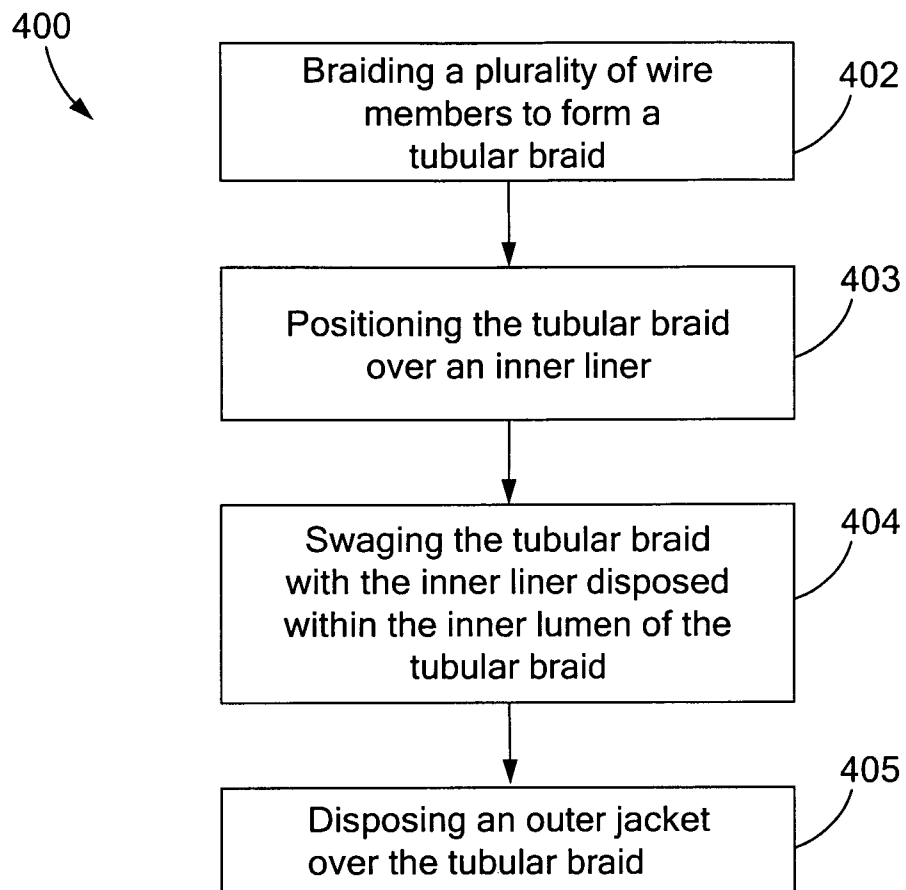 400
Braiding a plurality of wire
members to form a
tubular braid
402
Positioning the tubular braid
over an inner liner
403
Swaging the tubular braid
with the inner liner disposed
within the inner lumen of the
tubular braid
404
Disposing an outer jacket
over the tubular braid
405